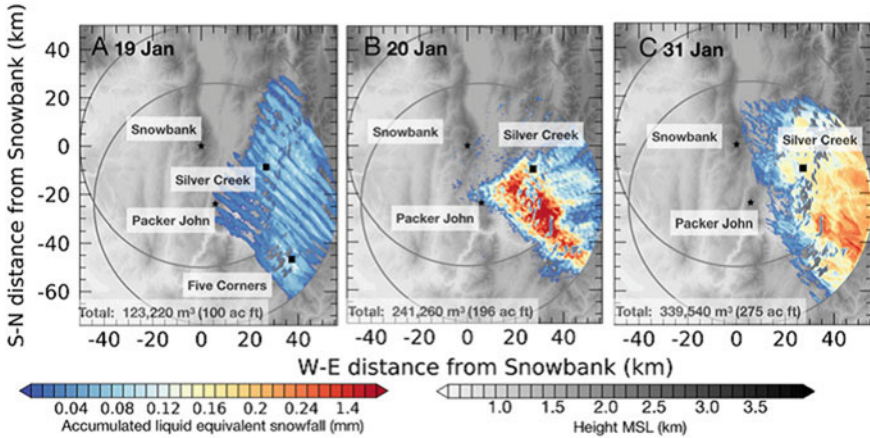 A 19 Jan
B 20 Jan
C 31 Jan
S-N distance from Snowbank (km)
40
20
0
-20
-40
-60
Snowbank
Silver Creek
Packer John
Five Corners
Total: 123,220 m³ (100 ac ft)
Snowbank
Silver Creek
Packer John
Total: 241,260 m³ (196 ac ft)
Snowbank
Silver Creek
Packer John
Total: 339,540 m³ (275 ac ft)
-40 -20 0 20 40
-40 -20 0 20 40
-40 -20 0 20 40
W-E distance from Snowbank (km)
0.04 0.08 0.12 0.16 0.2 0.24 1.4
Accumulated liquid equivalent snowfall (mm)
1.0 1.5 2.0 2.5 3.0 3.5
Height MSL (km)